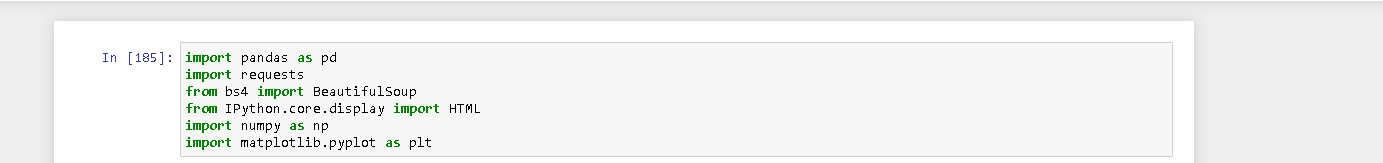 In [185]: import pandas as pd
import requests
from bs4 import BeautifulSoup
from IPython.core.display import HTML
import numpy as np
import matplotlib.pyplot as plt